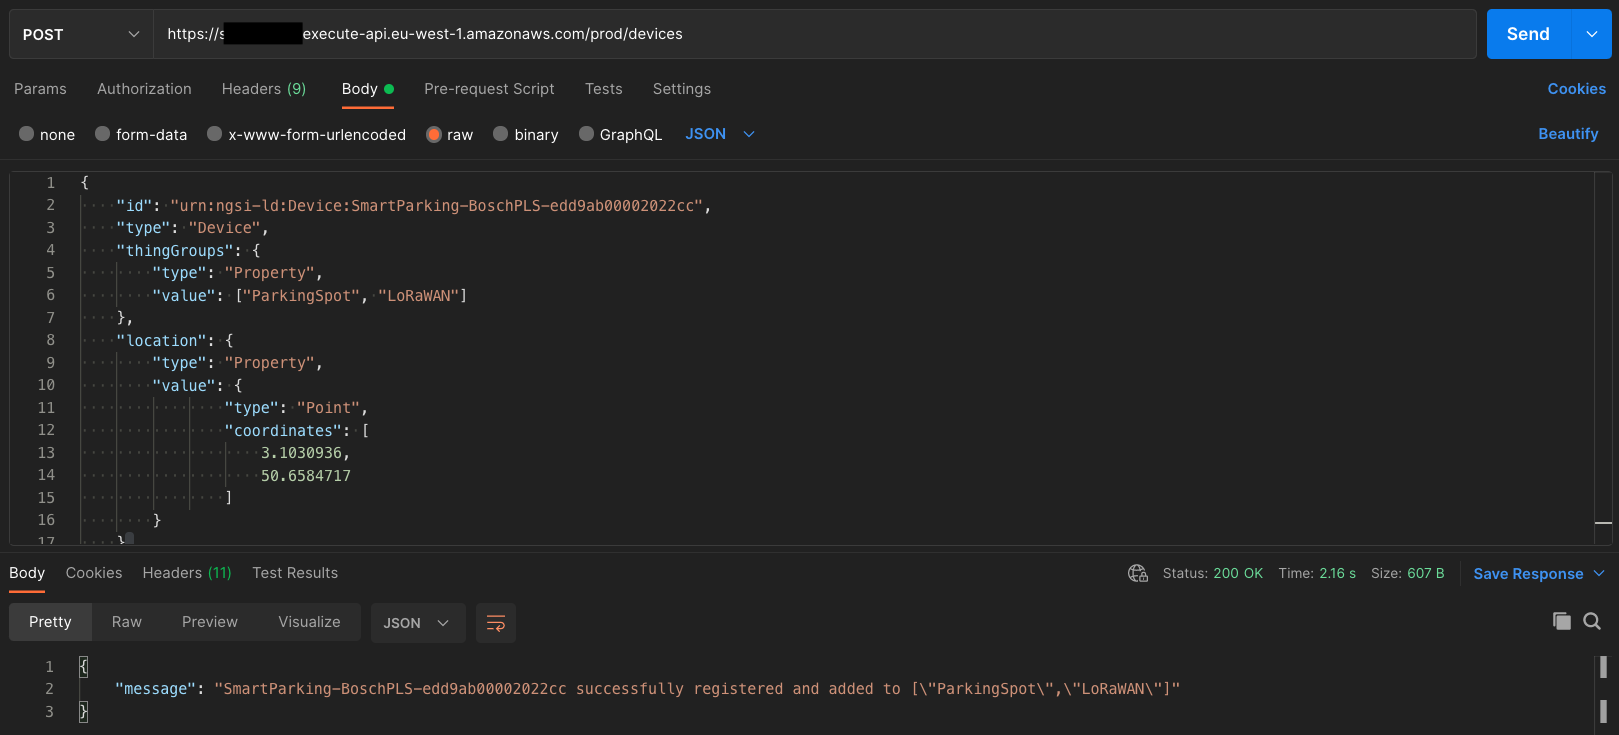 POST https://s execute-api.eu-west-1.amazonaws.com/prod/devices Send
Params Authorization Headers (9) Body Pre-request Script Tests Settings Cookies
none form-data x-www-form-urlencoded raw binary GraphQL JSON Beautify
1 {
2 "id": "urn:ngsi-ld:Device:SmartParking-BoschPLS-edd9ab00002022cc",
3 "type": "Device",
4 "thingGroups": {
5 "type": "Property",
6 "value": ["ParkingSpot", "LoRaWAN"]
7 },
8 "location": {
9 "type": "Property",
10 "value": {
11 "type": "Point",
12 "coordinates": [
13 3.1030936,
14 50.6584717
15 ]
16 }
17 }
Body Cookies Headers (11) Test Results Status: 200 OK Time: 2.16 s Size: 607 B Save Response
Pretty Raw Preview Visualize JSON
1 {
2 "message": "SmartParking-BoschPLS-edd9ab00002022cc successfully registered and added to [\"ParkingSpot\",\"LoRaWAN\"]"
3 }